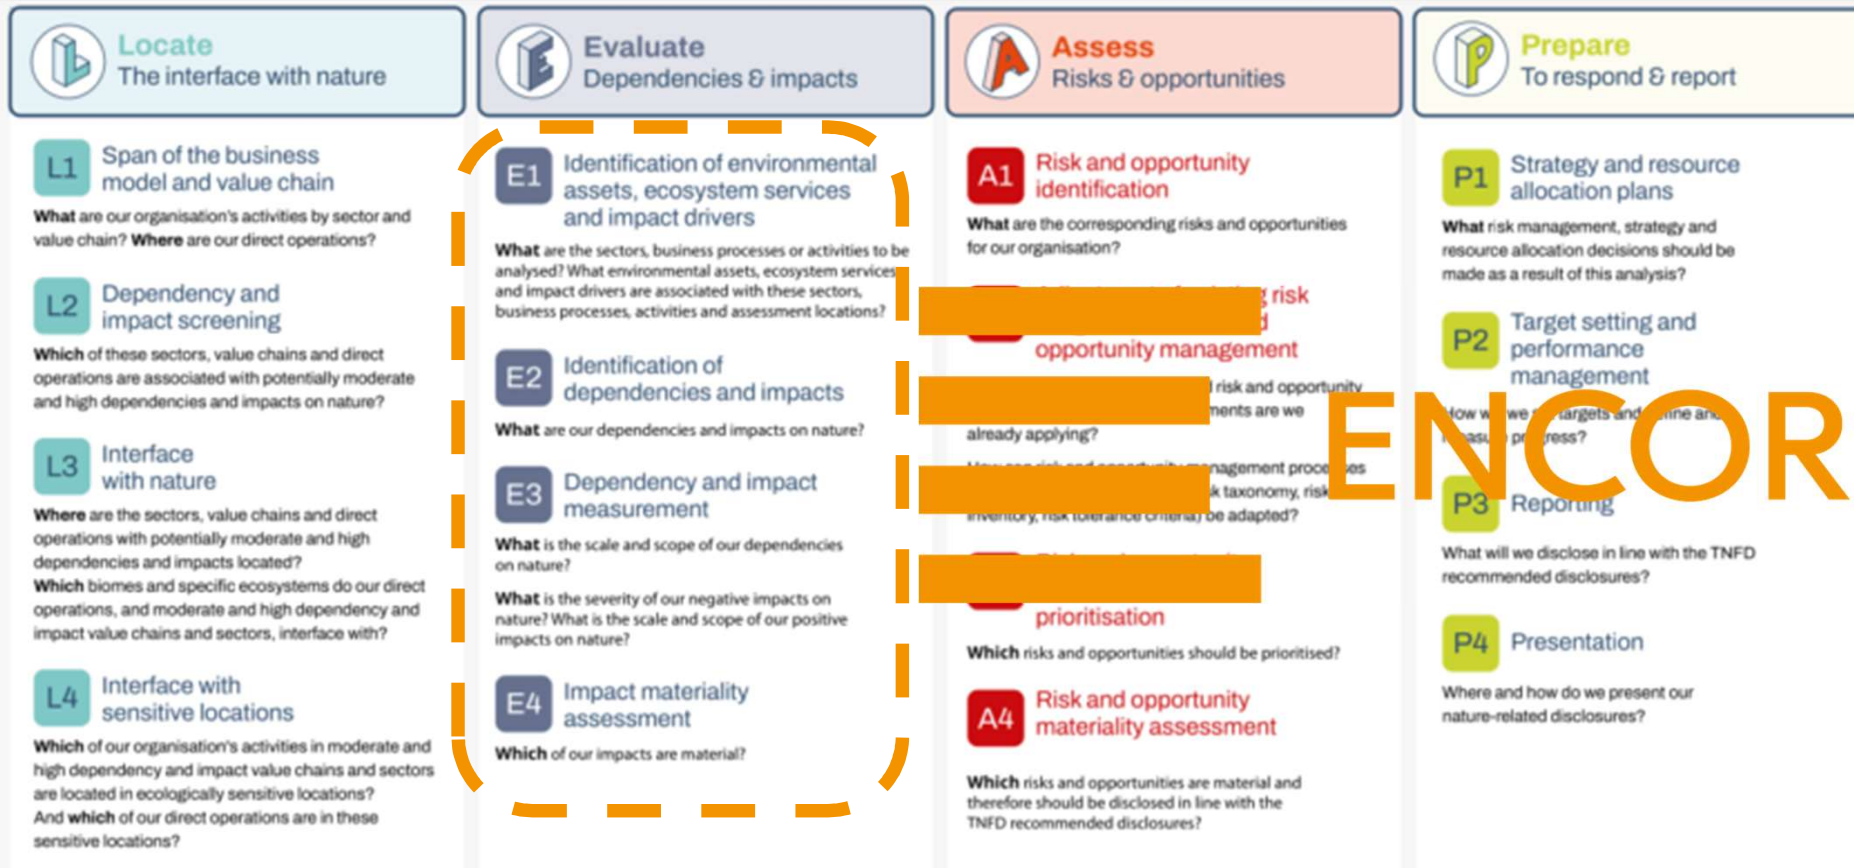 Locate
The interface with nature
L1
Span of the business
model and value chain
What are our organisation's activities by sector and
value chain? Where are our direct operations?
L2
Dependency and
impact screening
Which of these sectors, value chains and direct
operations are associated with potentially moderate
and high dependencies and impacts on nature?
L3
Interface
with nature
Where are the sectors, value chains and direct
operations with potentially moderate and high
dependencies and impacts located?
Which biomes and specific ecosystems do our direct
operations, and moderate and high dependency and
impact value chains and sectors, interface with?
L4
Interface with
sensitive locations
Which of our organisation's activities in moderate and
high dependency and impact value chains and sectors
are located in ecologically sensitive locations?
And which of our direct operations are in these
sensitive locations?
Evaluate
Dependencies & impacts
E1
Identification of environmental
assets, ecosystem services
and impact drivers
What are the sectors, business processes or activities to be
analysed? What environmental assets, ecosystem services
and impact drivers are associated with these sectors,
business processes, activities and assessment locations?
E2
Identification of
dependencies and impacts
What are our dependencies and impacts on nature?
E3
Dependency and impact
measurement
What is the scale and scope of our dependencies
on nature?
What is the severity of our negative impacts on
nature? What is the scale and scope of our positive
impacts on nature?
E4
Impact materiality
assessment
Which of our impacts are material?
Assess
Risks & opportunities
A1
Risk and opportunity
identification
What are the corresponding risks and opportunities
for our organisation?
risk
opportunity management
risk and opportunity
are we
already applying?
taxonomy, risk
be adapted?
prioritisation
Which risks and opportunities should be prioritised?
A4
Risk and opportunity
materiality assessment
Which risks and opportunities are material and
therefore should be disclosed in line with the
TNFD recommended disclosures?
Prepare
To respond & report
P1
Strategy and resource
allocation plans
What risk management, strategy and
resource allocation decisions should be
made as a result of this analysis?
P2
Target setting and
performance
management
ENCOR
P3
Reporting
What will we disclose in line with the TNFD
recommended disclosures?
P4
Presentation
Where and how do we present our
nature-related disclosures?